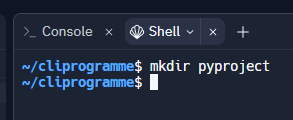 >_ Console × Shell ⌄ × +
~/cliprogramme$ mkdir pyproject
~/cliprogramme$